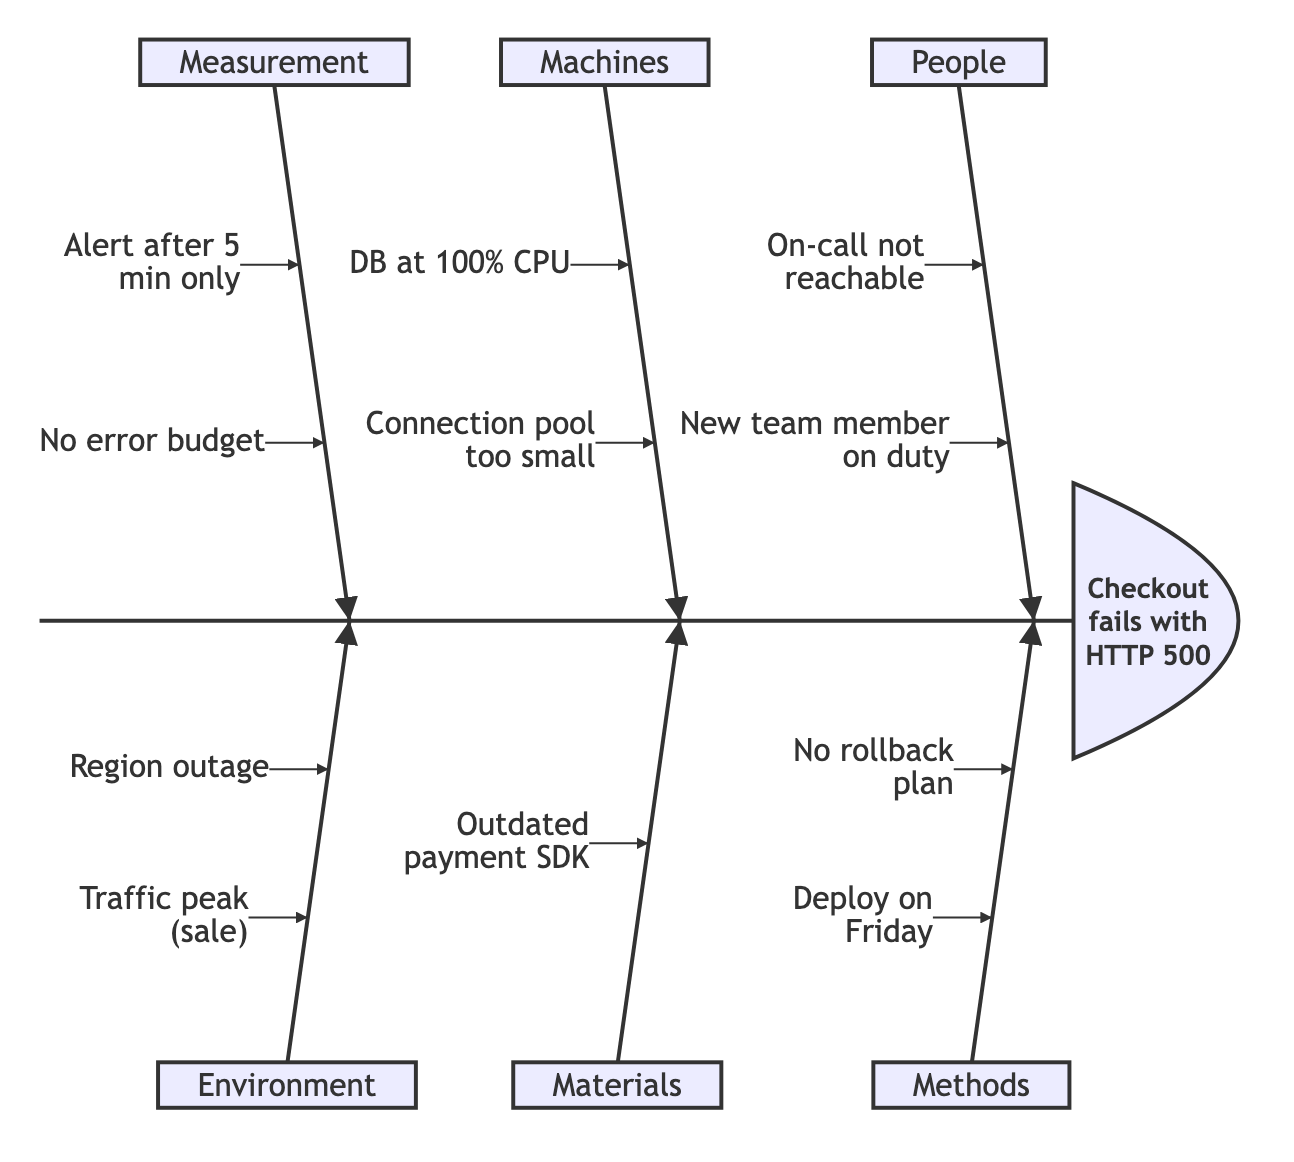 Measurement
Machines
People
Alert after 5
min only
DB at 100% CPU
On-call not
reachable
No error budget
Connection pool
too small
New team member
on duty
Checkout
fails with
HTTP 500
Region outage
No rollback
plan
Outdated
payment SDK
Traffic peak
(sale)
Deploy on
Friday
Environment
Materials
Methods